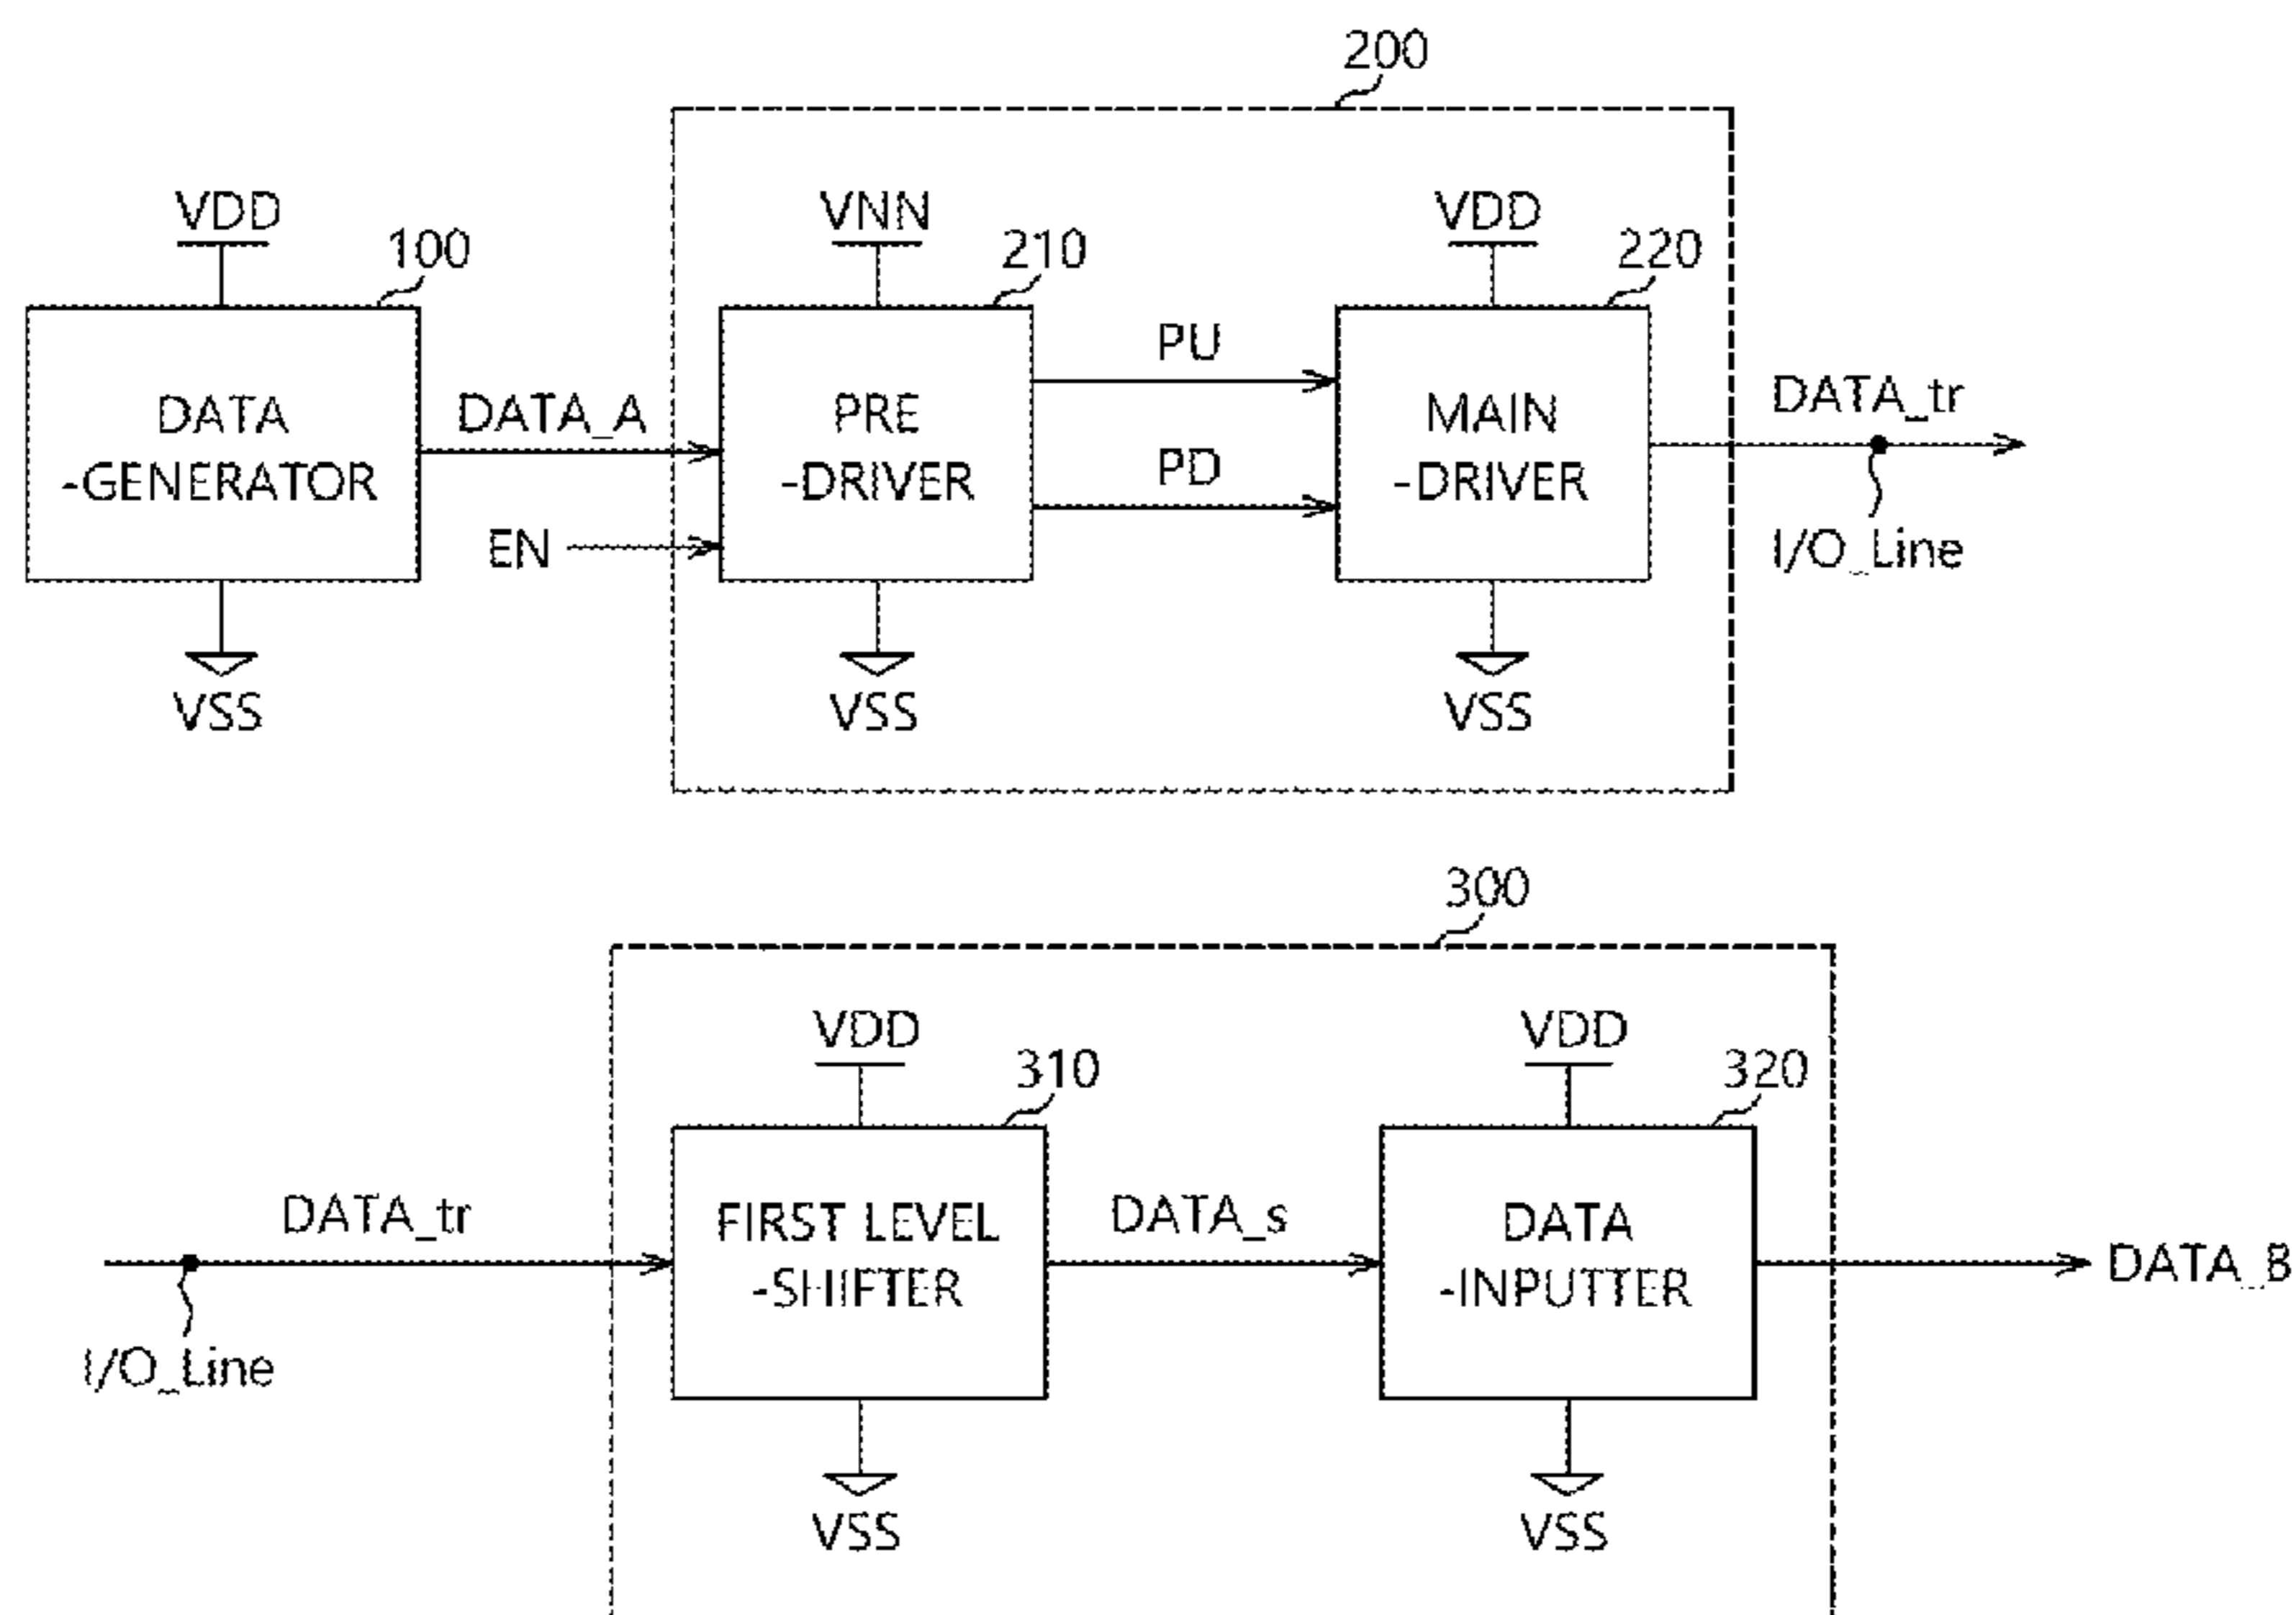 200
VDD
100
VNN
210
VDD
220
DATA
-GENERATOR
DATA_A
EN
PRE
-DRIVER
PU
PD
MAIN
-DRIVER
DATA_tr
I/O_Line
VSS
VSS
VSS
300
VDD
310
VDD
320
DATA_tr
I/O_Line
FIRST LEVEL
-SHIFTER
DATA_s
DATA
-INPUTTER
DATA_B
VSS
VSS